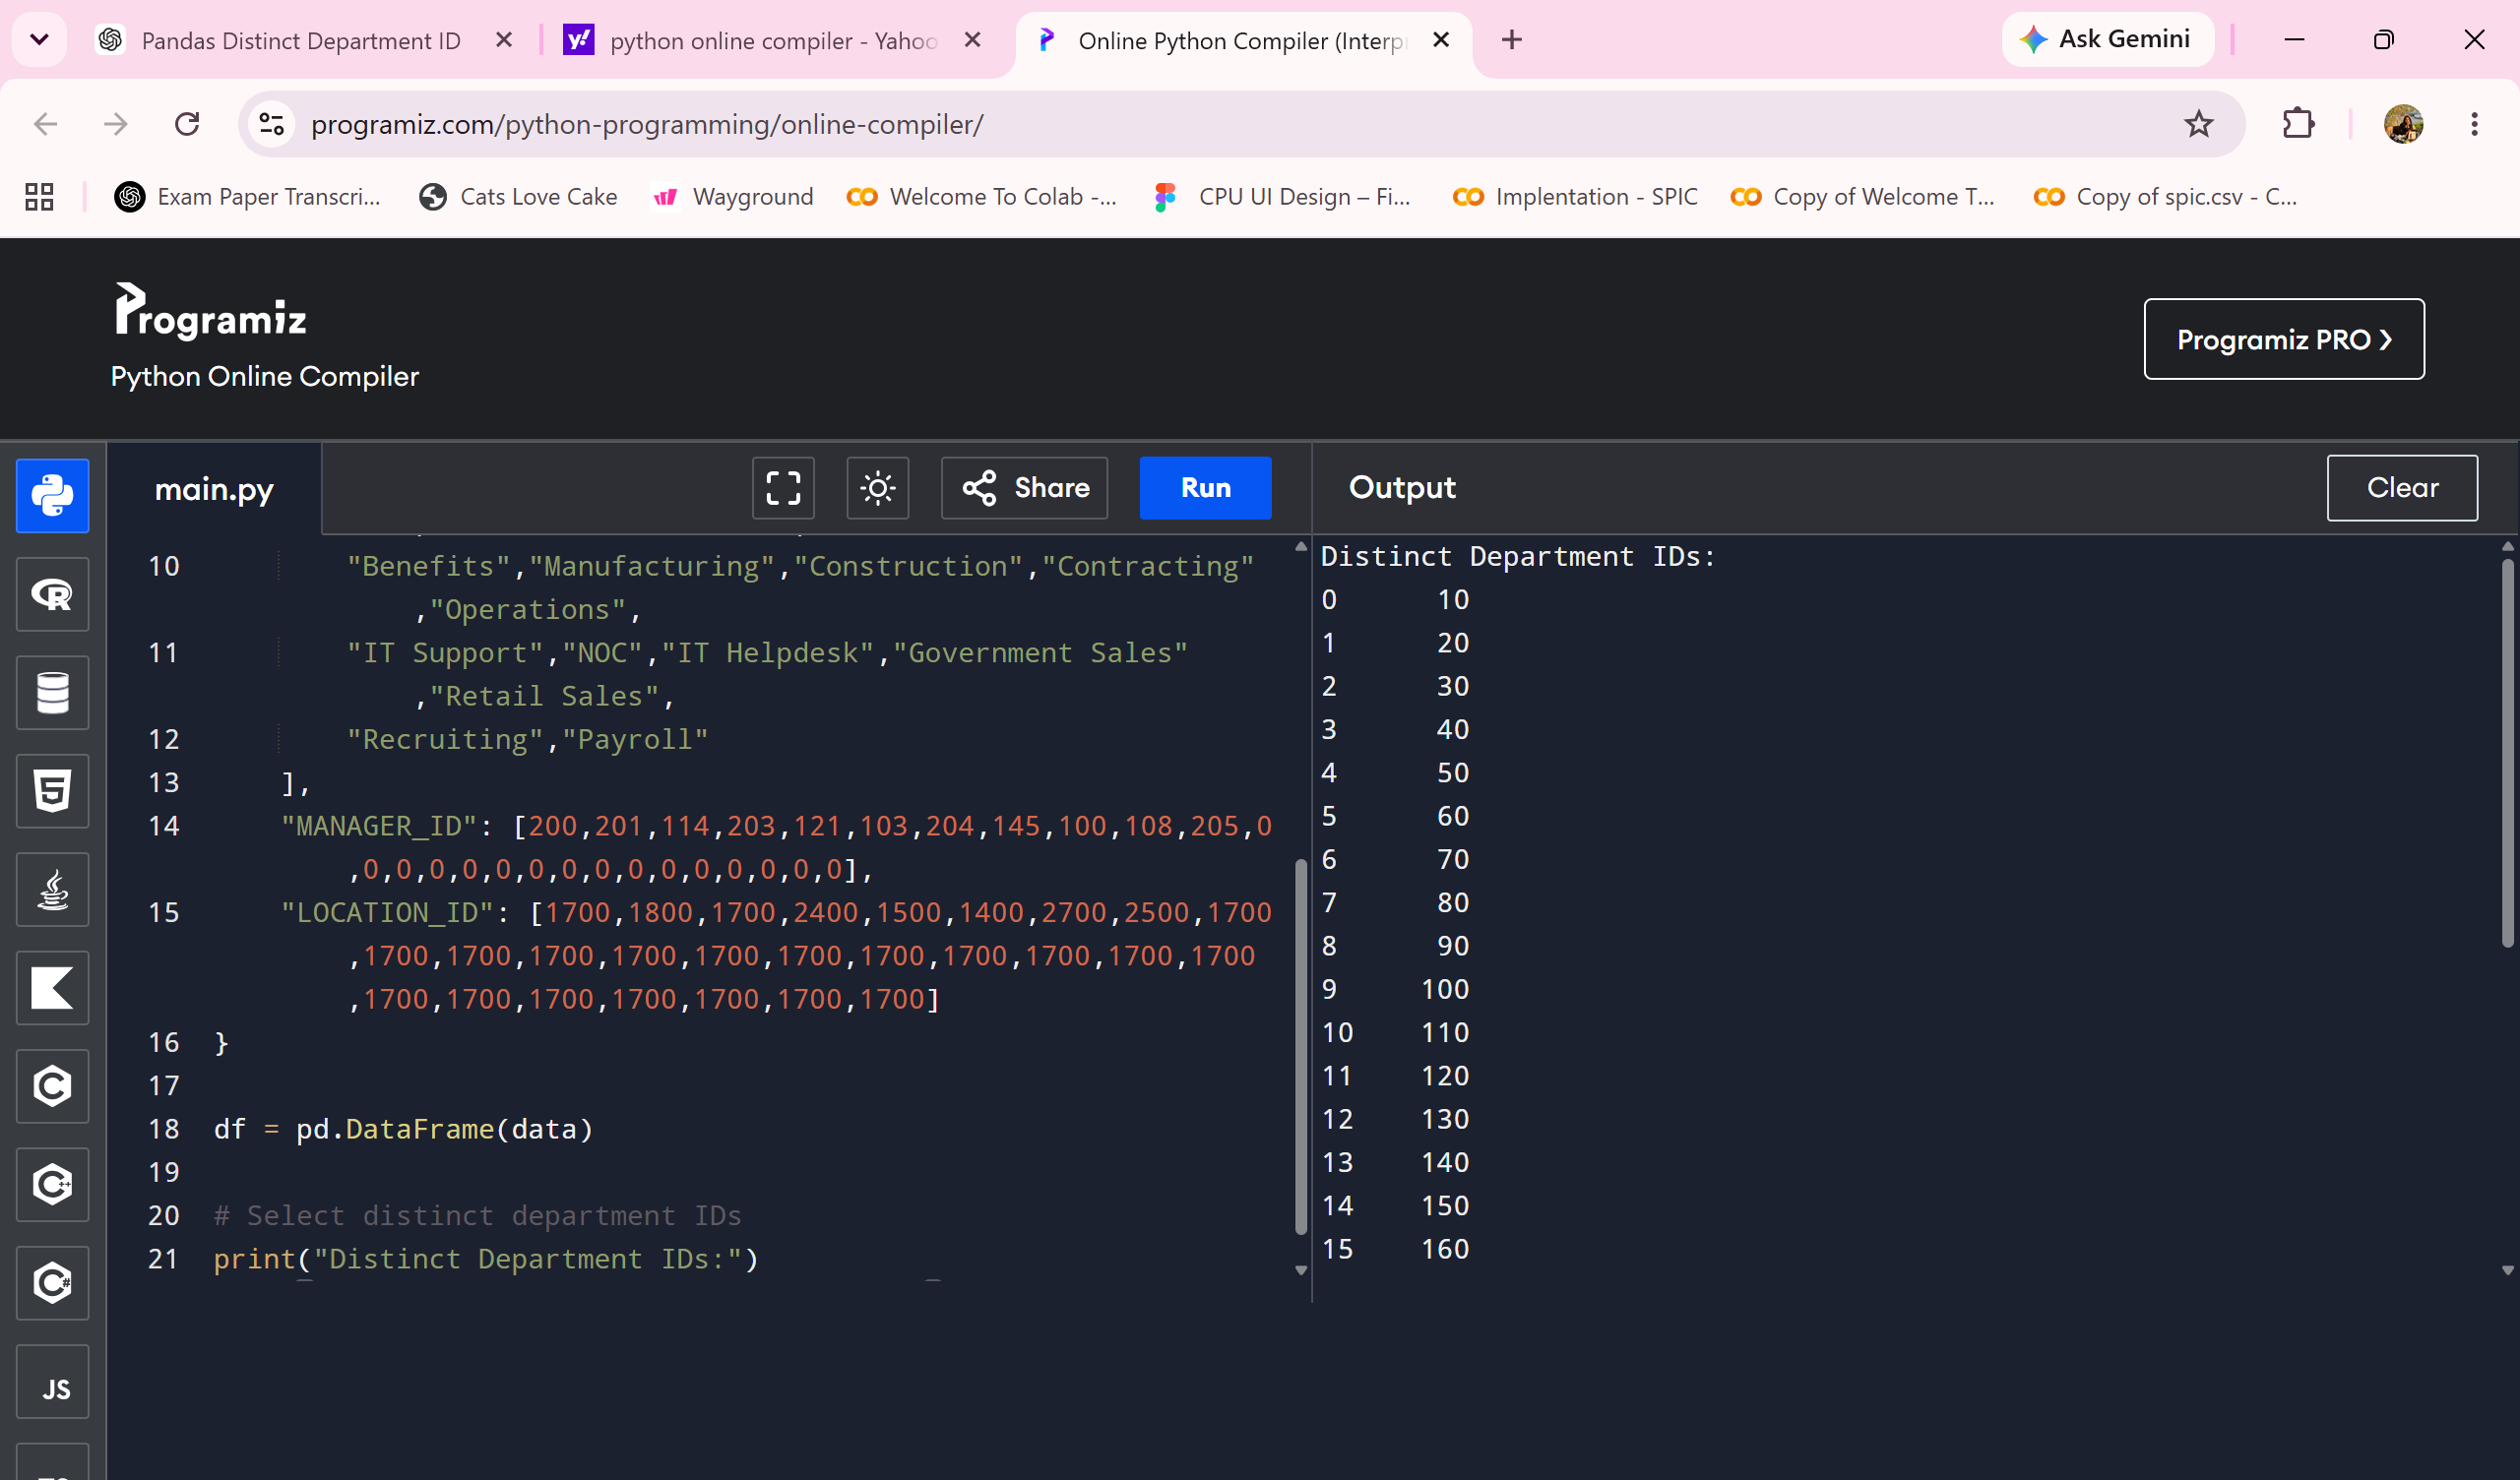 Pandas Distinct Department ID
python online compiler - Yahoo
Online Python Compiler (Interp
Ask Gemini
programiz.com/python-programming/online-compiler/
Exam Paper Transcri...
Cats Love Cake
Wayground
Welcome To Colab -...
CPU UI Design – Fi...
Implentation - SPIC
Copy of Welcome T...
Copy of spic.csv - C...
Programiz
Python Online Compiler
Programiz PRO ❯
main.py
Share
Run
Output
Clear
10 "Benefits","Manufacturing","Construction","Contracting"
,"Operations",
11 "IT Support","NOC","IT Helpdesk","Government Sales"
,"Retail Sales",
12 "Recruiting","Payroll"
13 ],
14 "MANAGER_ID": [200,201,114,203,121,103,204,145,100,108,205,0
,0,0,0,0,0,0,0,0,0,0,0,0,0,0,0],
15 "LOCATION_ID": [1700,1800,1700,2400,1500,1400,2700,2500,1700
,1700,1700,1700,1700,1700,1700,1700,1700,1700,1700,1700
,1700,1700,1700,1700,1700,1700,1700]
16 }
17
18 df = pd.DataFrame(data)
19
20 # Select distinct department IDs
21 print("Distinct Department IDs:")
Distinct Department IDs:
0 10
1 20
2 30
3 40
4 50
5 60
6 70
7 80
8 90
9 100
10 110
11 120
12 130
13 140
14 150
15 160
JS